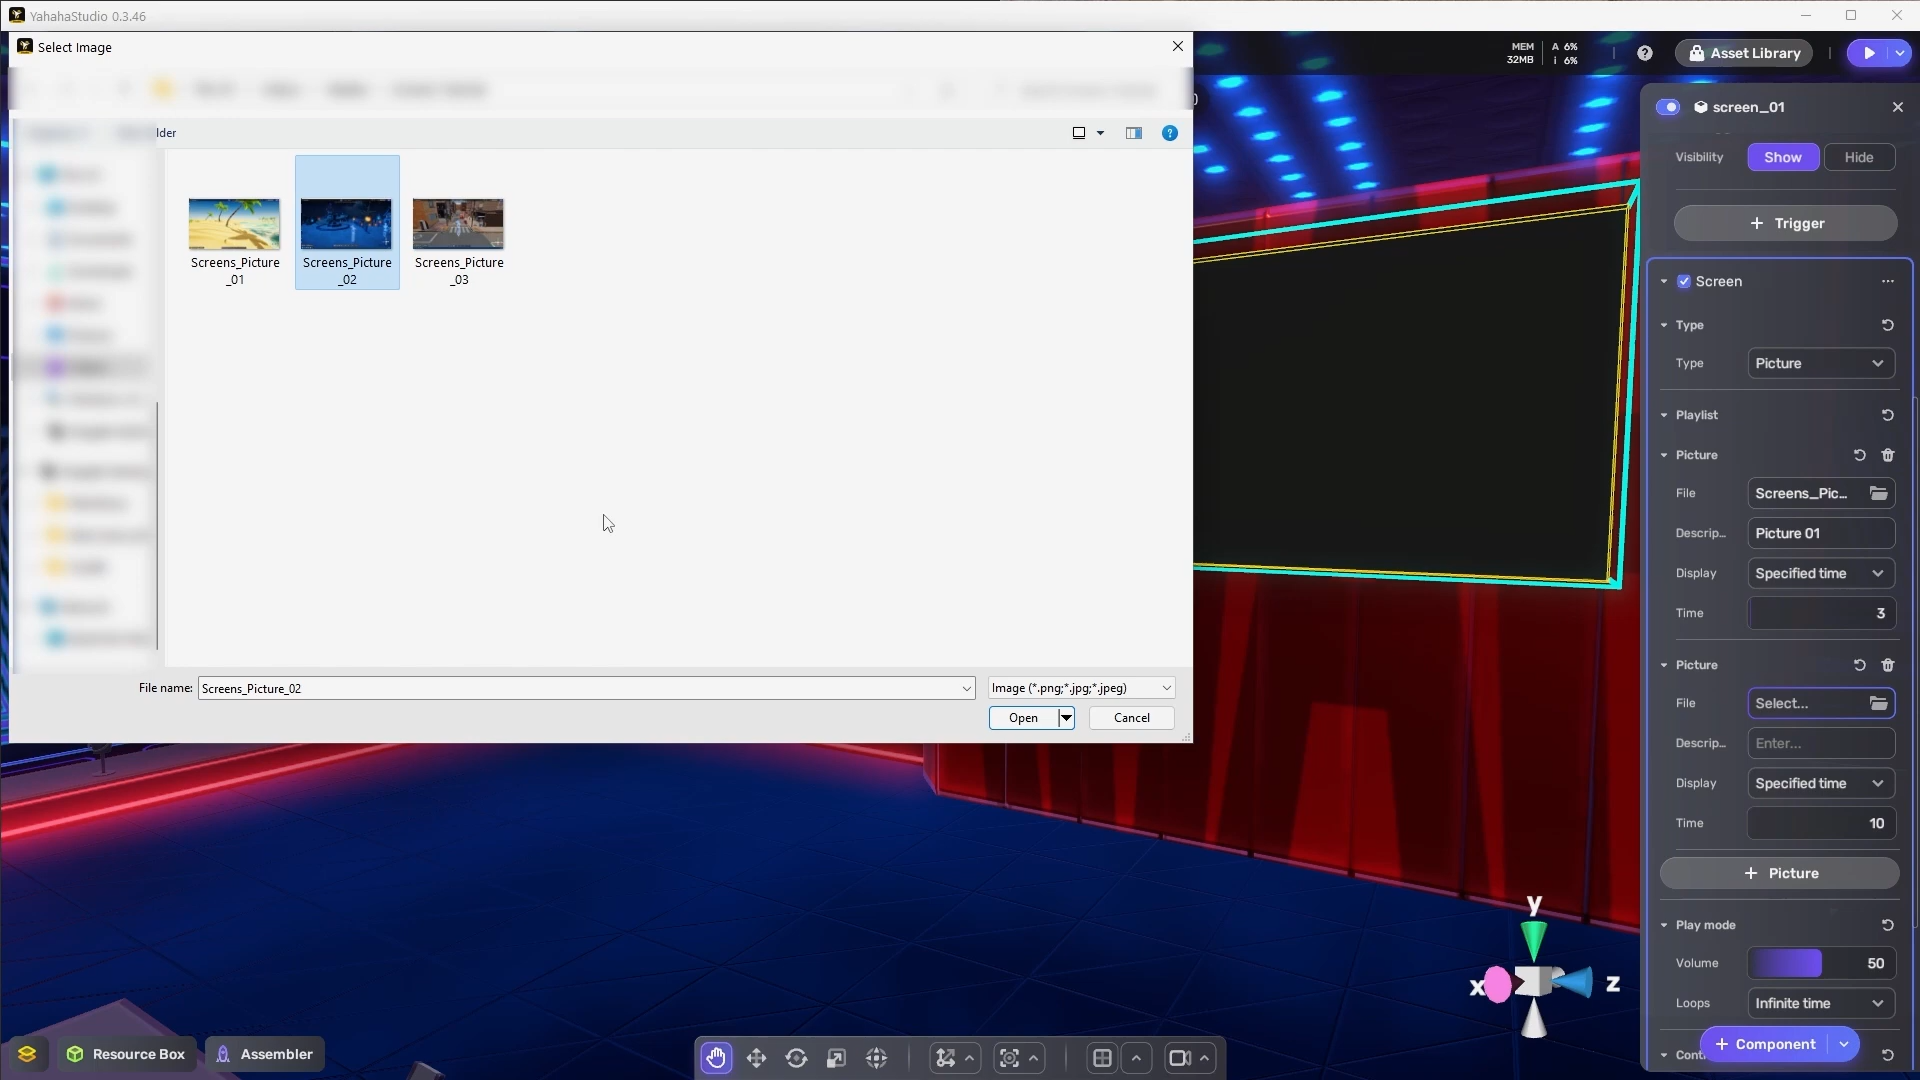 YahahaStudio 0.3.46
Select Image
MEM
32MB
A 6%
i 6%
?
Asset Library
lder
?
screen_01
Visibility
Show
Hide
+ Trigger
Screens_Picture
_01
Screens_Picture
_02
Screens_Picture
_03
Screen
Type
Type
Picture
Playlist
Picture
File
Screens_Pic...
Descrip...
Picture 01
Display
Specified time
Time
3
File name:
Screens_Picture_02
Image (*.png;*.jpg;*.jpeg)
Open
Cancel
Picture
File
Select...
Descrip...
Enter...
Display
Specified time
Time
10
+ Picture
Play mode
Volume
50
Loops
Infinite time
Cont
+ Component
y
x
z
Resource Box
Assembler